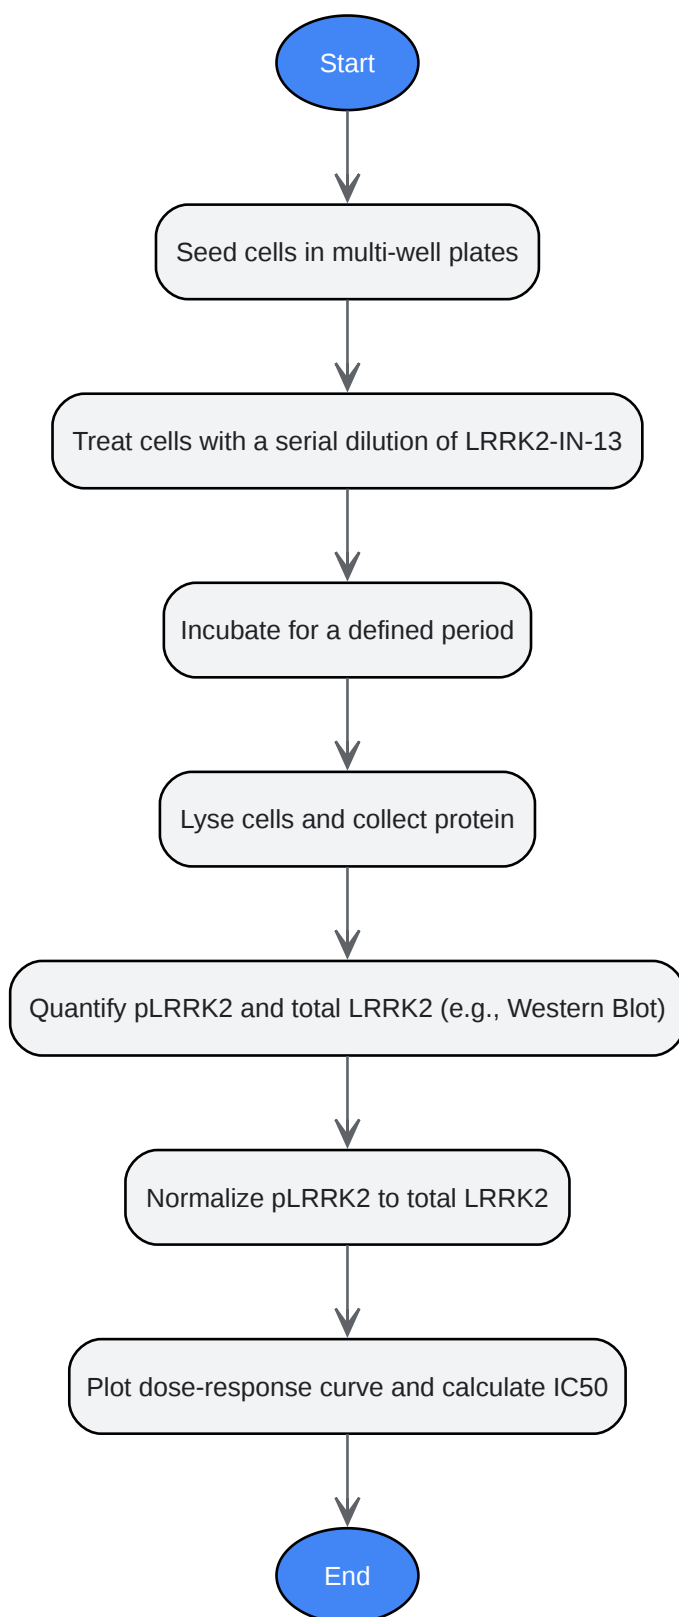 Start
Seed cells in multi-well plates
Treat cells with a serial dilution of LRRK2-IN-13
Incubate for a defined period
Lyse cells and collect protein
Quantify pLRRK2 and total LRRK2 (e.g., Western Blot)
Normalize pLRRK2 to total LRRK2
Plot dose-response curve and calculate IC50
End